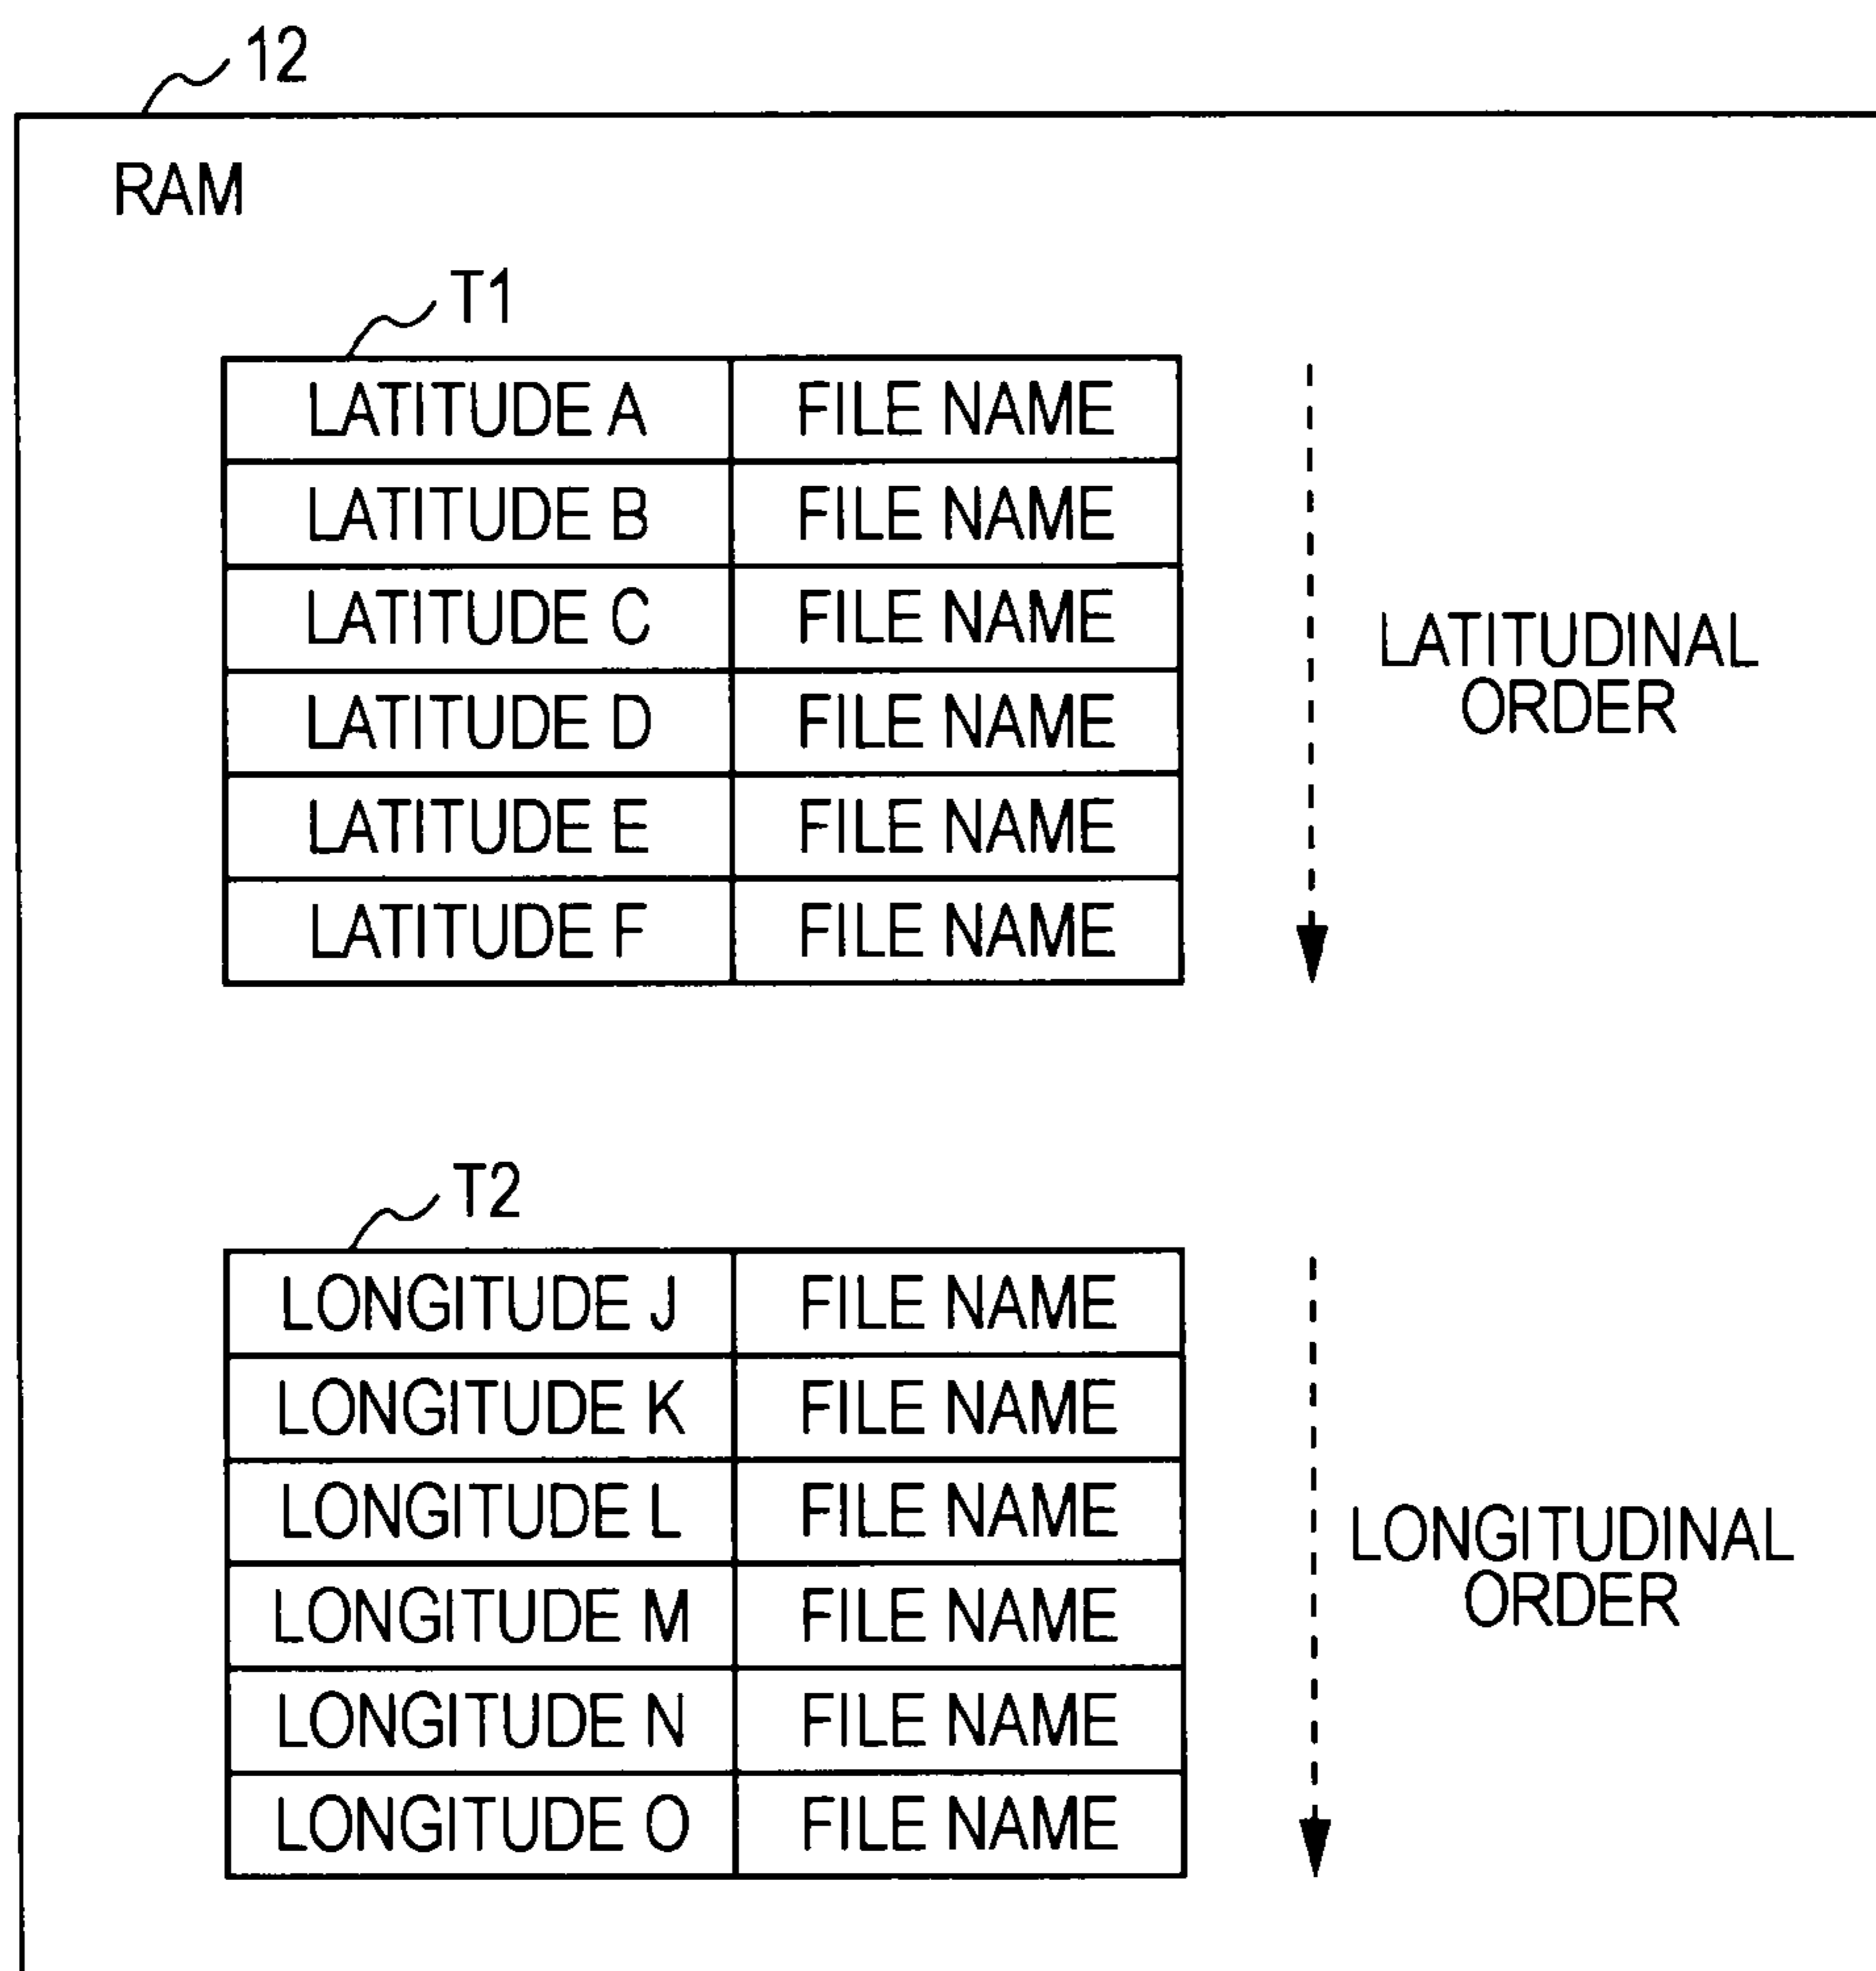 12
RAM
T1
LATITUDE A FILE NAME
LATITUDE B FILE NAME
LATITUDE C FILE NAME
LATITUDE D FILE NAME
LATITUDE E FILE NAME
LATITUDE F FILE NAME
LATITUDINAL
ORDER
T2
LONGITUDE J FILE NAME
LONGITUDE K FILE NAME
LONGITUDE L FILE NAME
LONGITUDE M FILE NAME
LONGITUDE N FILE NAME
LONGITUDE O FILE NAME
LONGITUDINAL
ORDER